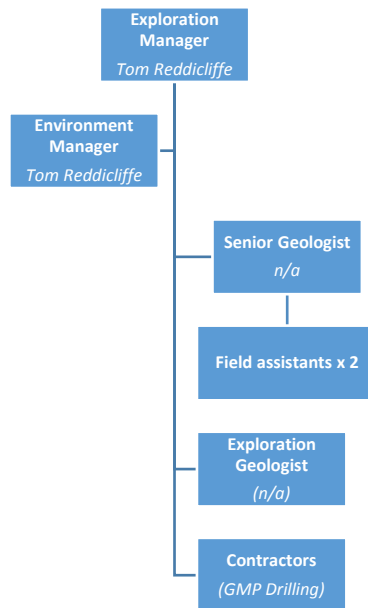 Exploration
Manager
Tom Reddicliffe
Environment
Manager
Tom Reddicliffe
Senior Geologist
n/a
Field assistants x 2
Exploration
Geologist
(n/a)
Contractors
(GMP Drilling)